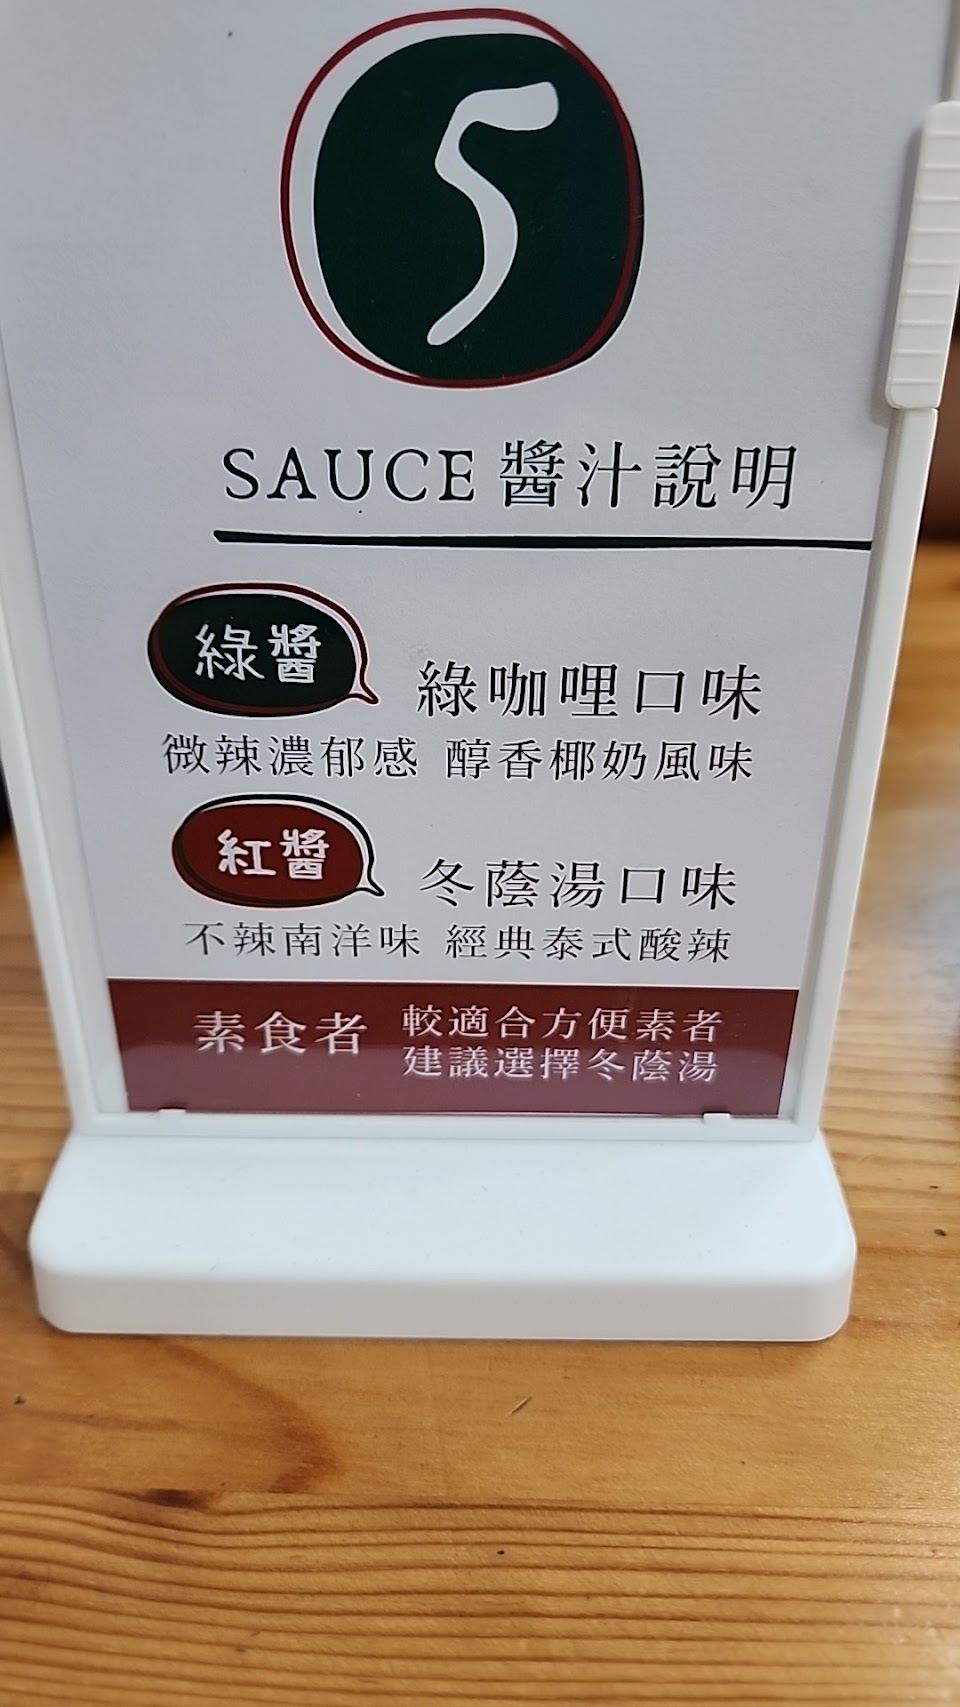 5
SAUCE 醬汁說明
綠醬 綠咖哩口味
微辣濃郁感 醇香椰奶風味
紅醬 冬蔭湯口味
不辣南洋味 經典泰式酸辣
素食者 較適合方便素者
建議選擇冬蔭湯